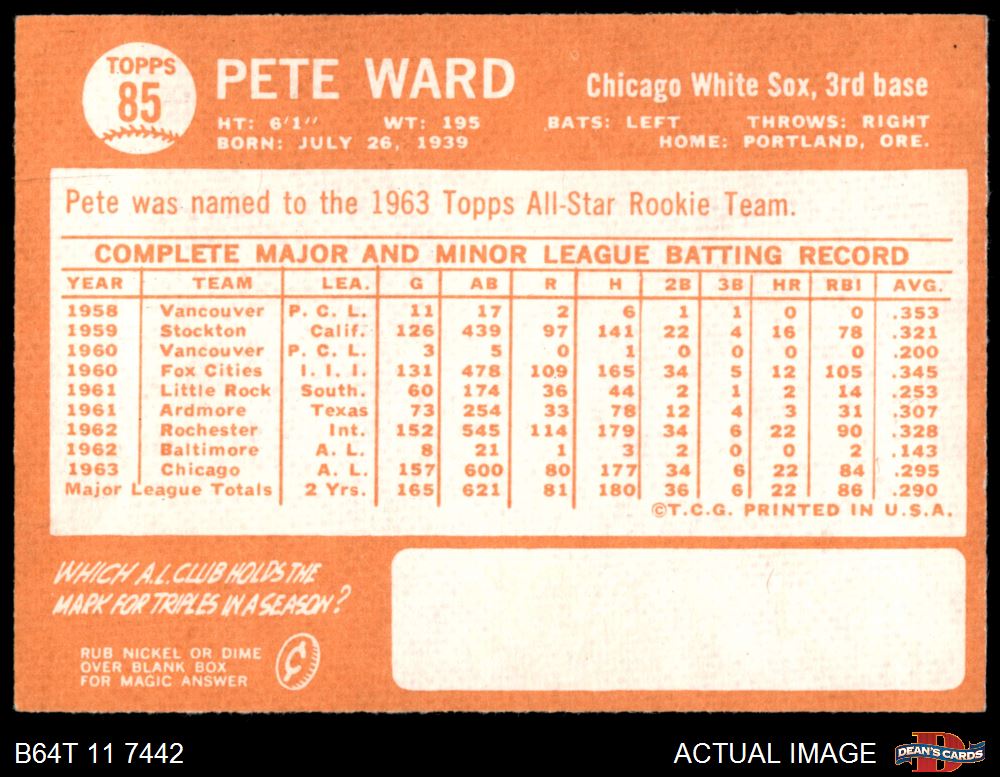 TOPPS
85
PETE WARD
Chicago White Sox, 3rd base
HT: 6'1" WT: 195 BATS: LEFT THROWS: RIGHT
BORN: JULY 26, 1939 HOME: PORTLAND, ORE.
Pete was named to the 1963 Topps All-Star Rookie Team.
COMPLETE MAJOR AND MINOR LEAGUE BATTING RECORD
YEAR TEAM LEA. G AB R H 2B 3B HR RBI AVG.
1958 Vancouver P. C. L. 11 17 2 6 1 1 0 0 .353
1959 Stockton Calif. 126 439 97 141 22 4 16 78 .321
1960 Vancouver P. C. L. 3 5 0 1 0 0 0 0 .200
1960 Fox Cities I. I. I. 131 478 109 165 34 5 12 105 .345
1961 Little Rock South. 60 174 36 44 2 1 2 14 .253
1961 Ardmore Texas 73 254 33 78 12 4 3 31 .307
1962 Rochester Int. 152 545 114 179 34 6 22 90 .328
1962 Baltimore A. L. 8 21 1 3 2 0 0 2 .143
1963 Chicago A. L. 157 600 80 177 34 6 22 84 .295
Major League Totals 2 Yrs. 165 621 81 180 36 6 22 86 .290
©T.C.G. PRINTED IN U.S.A.
WHICH A.L. CLUB HOLDS THE
MARK FOR TRIPLES IN A SEASON?
RUB NICKEL OR DIME
OVER BLANK BOX
FOR MAGIC ANSWER
¢
B64T 11 7442
ACTUAL IMAGE
D
DEAN'S CARDS